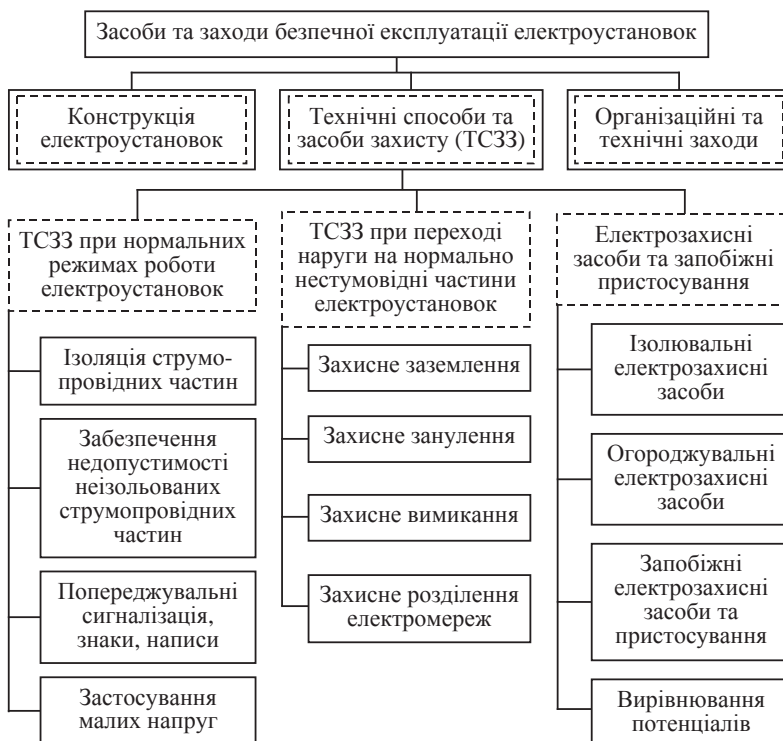 Засоби та заходи безпечної експлуатації електроустановок
Конструкція
електроустановок
Технічні способи та
засоби захисту (ТСЗЗ)
Організаційні та
технічні заходи
ТСЗЗ при нормальних
режимах роботи
електроустановок
ТСЗЗ при переході
наруги на нормально
нестумовідні частини
електроустановок
Електрозахисні
засоби та запобіжні
пристосування
Ізоляція струмо-
провідних частин
Забезпечення
недопустимості
неізольованих
струмопровідних
частин
Попереджувальні
сигналізація,
знаки, написи
Застосування
малих напруг
Захисне заземлення
Захисне занулення
Захисне вимикання
Захисне розділення
електромереж
Ізолювальні
електрозахисні
засоби
Огороджувальні
електрозахисні
засоби
Запобіжні
електрозахисні
засоби та
пристосування
Вирівнювання
потенціалів